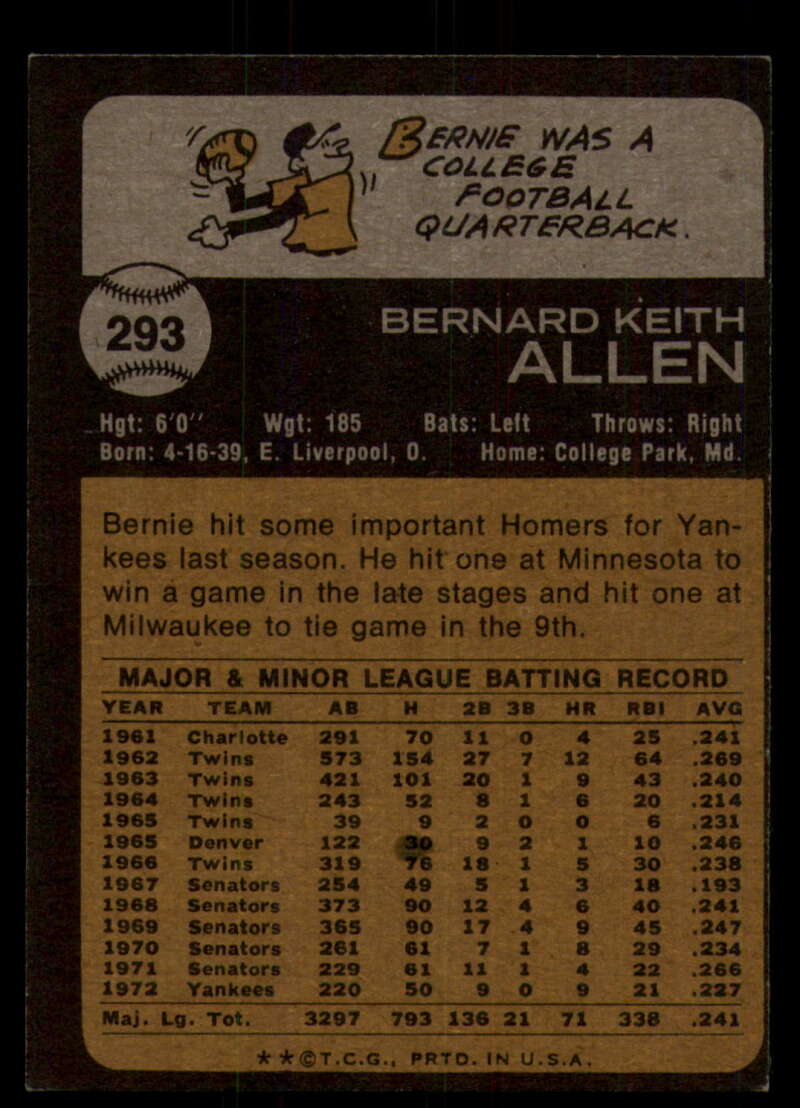 BERNIE WAS A
COLLEGE
FOOTBALL
QUARTERBACK.
293
BERNARD KEITH
ALLEN
Hgt: 6'0" Wgt: 185 Bats: Left Throws: Right
Born: 4-16-39, E. Liverpool, O. Home: College Park, Md.
Bernie hit some important Homers for Yan-
kees last season. He hit one at Minnesota to
win a game in the late stages and hit one at
Milwaukee to tie game in the 9th.
MAJOR & MINOR LEAGUE BATTING RECORD
YEAR TEAM AB H 2B 3B HR RBI AVG
1961 Charlotte 291 70 11 0 4 25 .241
1962 Twins 573 154 27 7 12 64 .269
1963 Twins 421 101 20 1 9 43 .240
1964 Twins 243 52 8 1 6 20 .214
1965 Twins 39 9 2 0 0 6 .231
1965 Denver 122 30 9 2 1 10 .246
1966 Twins 319 76 18 1 5 30 .238
1967 Senators 254 49 5 1 3 18 .193
1968 Senators 373 90 12 4 6 40 .241
1969 Senators 365 90 17 4 9 45 .247
1970 Senators 261 61 7 1 8 29 .234
1971 Senators 229 61 11 1 4 22 .266
1972 Yankees 220 50 9 0 9 21 .227
Maj. Lg. Tot. 3297 793 136 21 71 338 .241
**©T.C.G., PRTD. IN U.S.A.